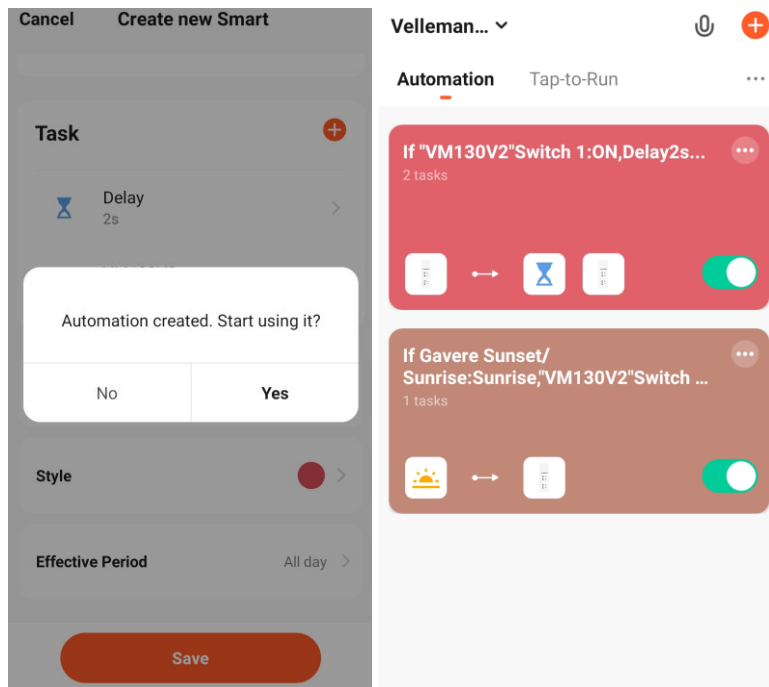 Cancel
Create new Smart
Task
Delay
2s
Automation created. Start using it?
No
Yes
Style
Effective Period
All day
Save
Velleman...
Automation
Tap-to-Run
If "VM130V2"Switch 1:ON,Delay2s...
2 tasks
If Gavere Sunset/
Sunrise:Sunrise,"VM130V2"Switch ...
1 tasks